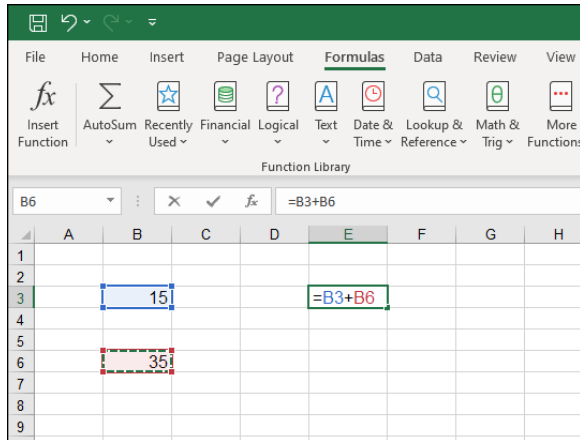 File Home Insert Page Layout Formulas Data Review View
fx A θ
Insert Function AutoSum Recently Used Financial Logical Text Date & Time Lookup & Reference Math & Trig More Functions
Function Library
B6 fx =B3+B6
A B C D E F G H
1
2
3 15 =B3+B6
4
5
6 35
7
8
9